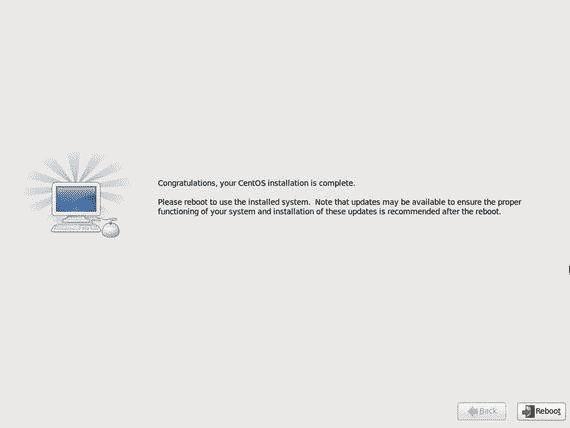 Congratulations, your CentOS installation is complete.
Please reboot to use the installed system.  Note that updates may be available to ensure the proper
functioning of your system and installation of these updates is recommended after the reboot.
Back
Reboot